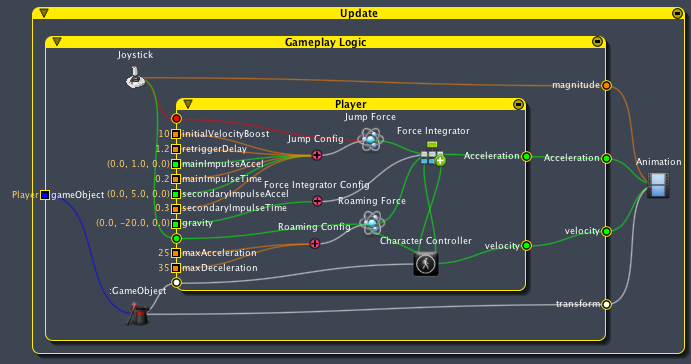 Update
Gameplay Logic
Joystick
magnitude
Player
Jump Force
10 initialVelocityBoost
Jump Config
Force Integrator
1.2 retriggerDelay
Acceleration
Acceleration
Animation
(0.0, 1.0, 0.0) mainImpulseAccel
0.2 mainImpulseTime
Force Integrator Config
Player gameObject
(0.0, 5.0, 0.0) secondaryImpulseAccel
Roaming Force
0.3 secondaryImpulseTime
(0.0, -20.0, 0.0) gravity
Roaming Config
velocity
Character Controller
velocity
25 maxAcceleration
35 maxDeceleration
:GameObject
transform